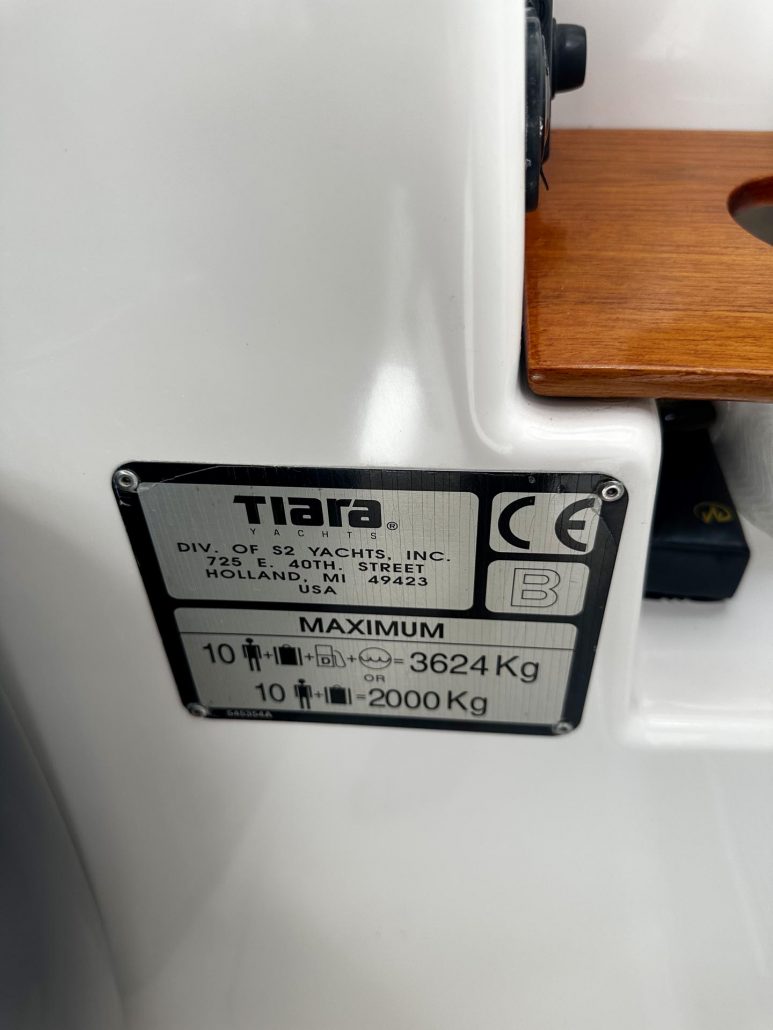 TIARA®
YACHTS
DIV. OF S2 YACHTS, INC.
725 E. 40TH. STREET
HOLLAND, MI 49423
USA
CE
B
MAXIMUM
10 + + D + = 3624 Kg
OR
10 + = 2000 Kg
545354A